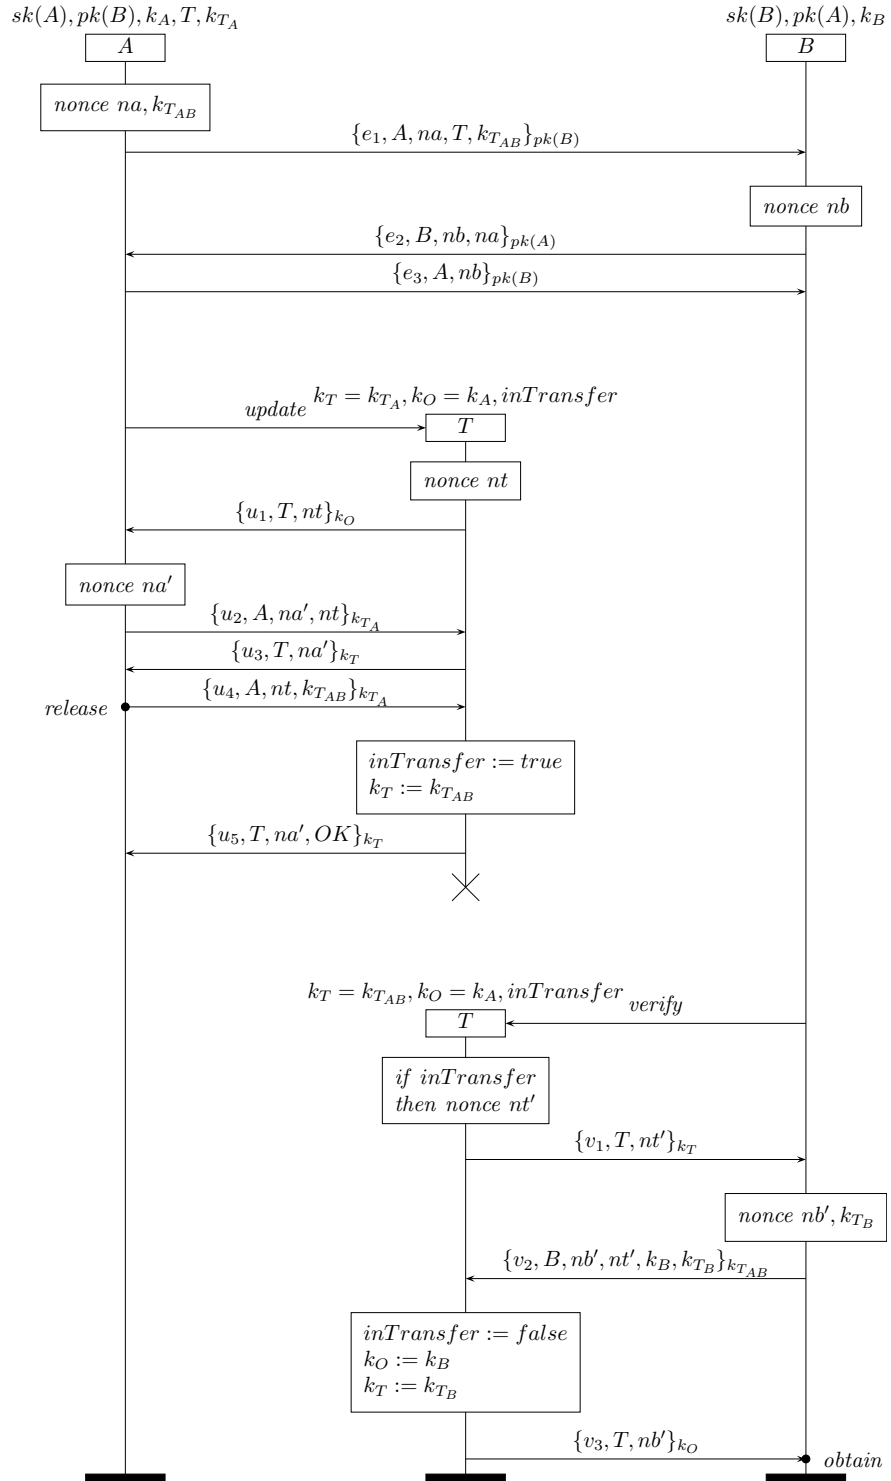 sk(A), pk(B), k_A, T, k_{T_A}
sk(B), pk(A), k_B
A
B
nonce na, k_{T_{AB}}
{e_1, A, na, T, k_{T_{AB}}}_{pk(B)}
nonce nb
{e_2, B, nb, na}_{pk(A)}
{e_3, A, nb}_{pk(B)}
k_T = k_{T_A}, k_O = k_A, inTransfer
update
T
nonce nt
{u_1, T, nt}_{k_O}
nonce na'
{u_2, A, na', nt}_{k_{T_A}}
{u_3, T, na'}_{k_T}
{u_4, A, nt, k_{T_{AB}}}_{k_{T_A}}
release
inTransfer := true
k_T := k_{T_{AB}}
{u_5, T, na', OK}_{k_T}
k_T = k_{T_{AB}}, k_O = k_A, inTransfer
verify
T
if inTransfer
then nonce nt'
{v_1, T, nt'}_{k_T}
nonce nb', k_{T_B}
{v_2, B, nb', nt', k_B, k_{T_B}}_{k_{T_{AB}}}
inTransfer := false
k_O := k_B
k_T := k_{T_B}
{v_3, T, nb'}_{k_O}
obtain